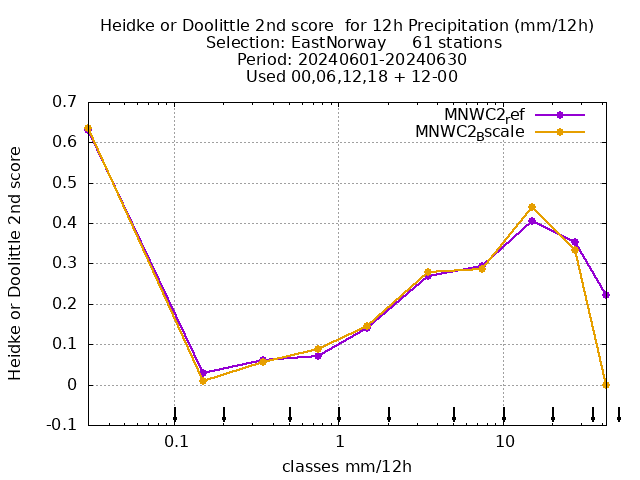 Heidke or Doolittle 2nd score  for 12h Precipitation (mm/12h)
Selection: EastNorway     61 stations
Period: 20240601-20240630
Used 00,06,12,18 + 12-00
MNWC2ref
MNWC2Bscale
0.7
0.6
0.5
0.4
0.3
0.2
0.1
0
-0.1
Heidke or Doolittle 2nd score
0.1 1 10
classes mm/12h